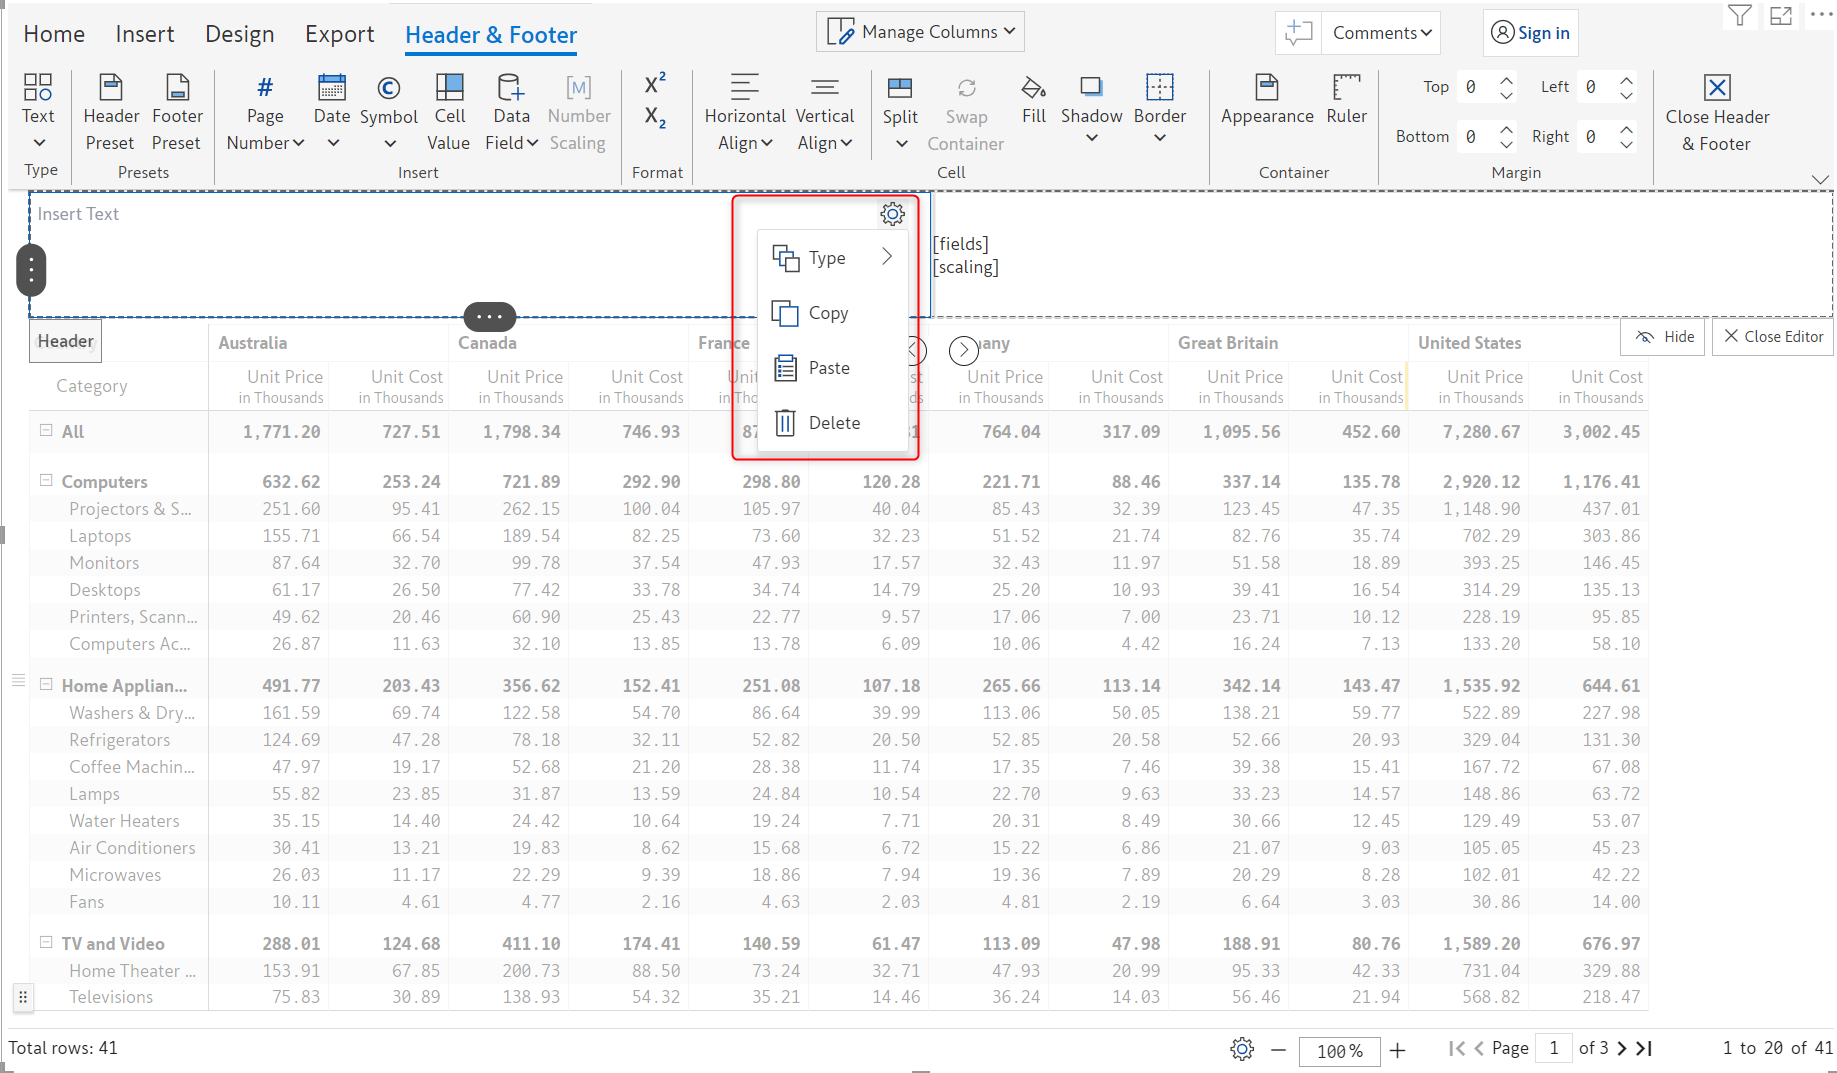 Home Insert Design Export Header & Footer Manage Columns Comments Sign in
Text Header Preset Footer Preset Page Number Date Symbol Cell Value Data Field Number Scaling X² X₂ Horizontal Align Vertical Align Split Swap Container Fill Shadow Border Appearance Ruler Top 0 Left 0 Bottom 0 Right 0 Close Header & Footer
Type Presets Insert Format Cell Container Margin
Insert Text
[fields]
[scaling]
Type
Copy
Paste
Delete
Header
Hide Close Editor
Australia Canada France any Great Britain United States
Category Unit Price Unit Cost Unit Price Unit Cost Unit st Unit Price Unit Cost Unit Price Unit Cost Unit Price Unit Cost
in Thousands in Thousands in Thousands in Thousands in Th ds in Thousands in Thousands in Thousands in Thousands in Thousands in Thousands
All 1,771.20 727.51 1,798.34 746.93 87 1 764.04 317.09 1,095.56 452.60 7,280.67 3,002.45
Computers 632.62 253.24 721.89 292.90 298.80 120.28 221.71 88.46 337.14 135.78 2,920.12 1,176.41
Projectors & S... 251.60 95.41 262.15 100.04 105.97 40.04 85.43 32.39 123.45 47.35 1,148.90 437.01
Laptops 155.71 66.54 189.54 82.25 73.60 32.23 51.52 21.74 82.76 35.74 702.29 303.86
Monitors 87.64 32.70 99.78 37.54 47.93 17.57 32.43 11.97 51.58 18.89 393.25 146.45
Desktops 61.17 26.50 77.42 33.78 34.74 14.79 25.20 10.93 39.41 16.54 314.29 135.13
Printers, Scann... 49.62 20.46 60.90 25.43 22.77 9.57 17.06 7.00 23.71 10.12 228.19 95.85
Computers Ac... 26.87 11.63 32.10 13.85 13.78 6.09 10.06 4.42 16.24 7.13 133.20 58.10
Home Applian... 491.77 203.43 356.62 152.41 251.08 107.18 265.66 113.14 342.14 143.47 1,535.92 644.61
Washers & Dry... 161.59 69.74 122.58 54.70 86.64 39.99 113.06 50.05 138.21 59.77 522.89 227.98
Refrigerators 124.69 47.28 78.18 32.11 52.82 20.50 52.85 20.58 52.66 20.93 329.04 131.30
Coffee Machin... 47.97 19.17 52.68 21.20 28.38 11.74 17.35 7.46 39.38 15.41 167.72 67.08
Lamps 55.82 23.85 31.87 13.59 24.84 10.54 22.70 9.63 33.23 14.57 148.86 63.72
Water Heaters 35.15 14.40 24.42 10.64 19.24 7.71 20.31 8.49 30.66 12.45 129.49 53.07
Air Conditioners 30.41 13.21 19.83 8.62 15.68 6.72 15.22 6.86 21.07 9.03 105.05 45.23
Microwaves 26.03 11.17 22.29 9.39 18.86 7.94 19.36 7.89 20.29 8.28 102.01 42.22
Fans 10.11 4.61 4.77 2.16 4.63 2.03 4.81 2.19 6.64 3.03 30.86 14.00
TV and Video 288.01 124.68 411.10 174.41 140.59 61.47 113.09 47.98 188.91 80.76 1,589.20 676.97
Home Theater ... 153.91 67.85 200.73 88.50 73.24 32.71 47.93 20.99 95.33 42.33 731.04 329.88
Televisions 75.83 30.89 138.93 54.32 35.21 14.46 36.24 14.03 56.46 21.94 568.82 218.47
Total rows: 41 100% Page 1 of 3 1 to 20 of 41